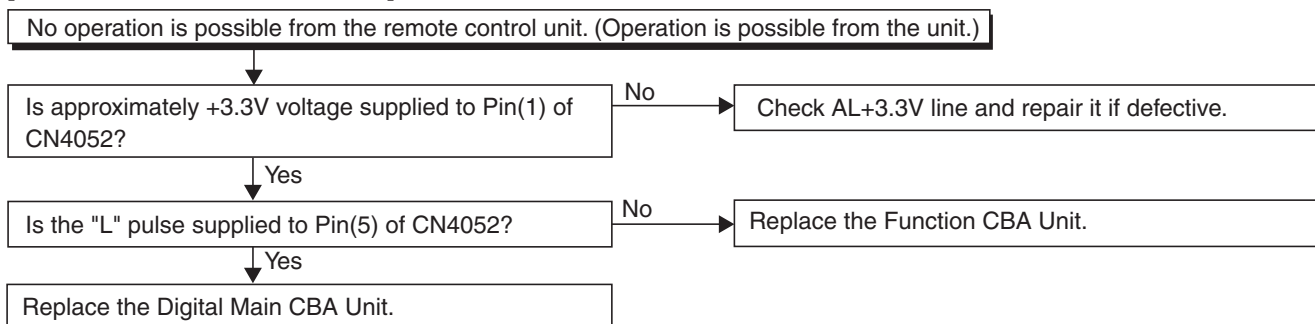 No operation is possible from the remote control unit. (Operation is possible from the unit.)
Is approximately +3.3V voltage supplied to Pin(1) of
CN4052?
No
Check AL+3.3V line and repair it if defective.
Yes
Is the "L" pulse supplied to Pin(5) of CN4052?
No
Replace the Function CBA Unit.
Yes
Replace the Digital Main CBA Unit.